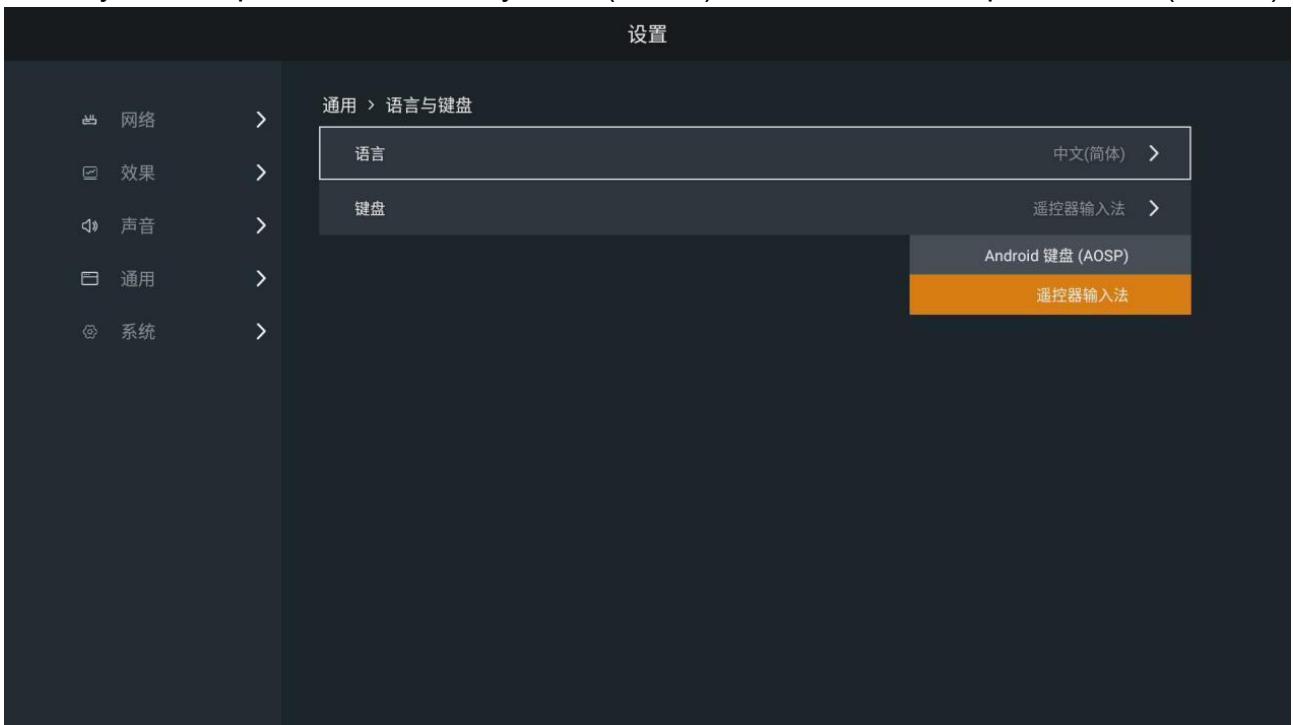 设置
网络
效果
声音
通用
系统
通用 > 语言与键盘
语言 中文(简体)
键盘 遥控器输入法
Android 键盘 (AOSP)
遥控器输入法